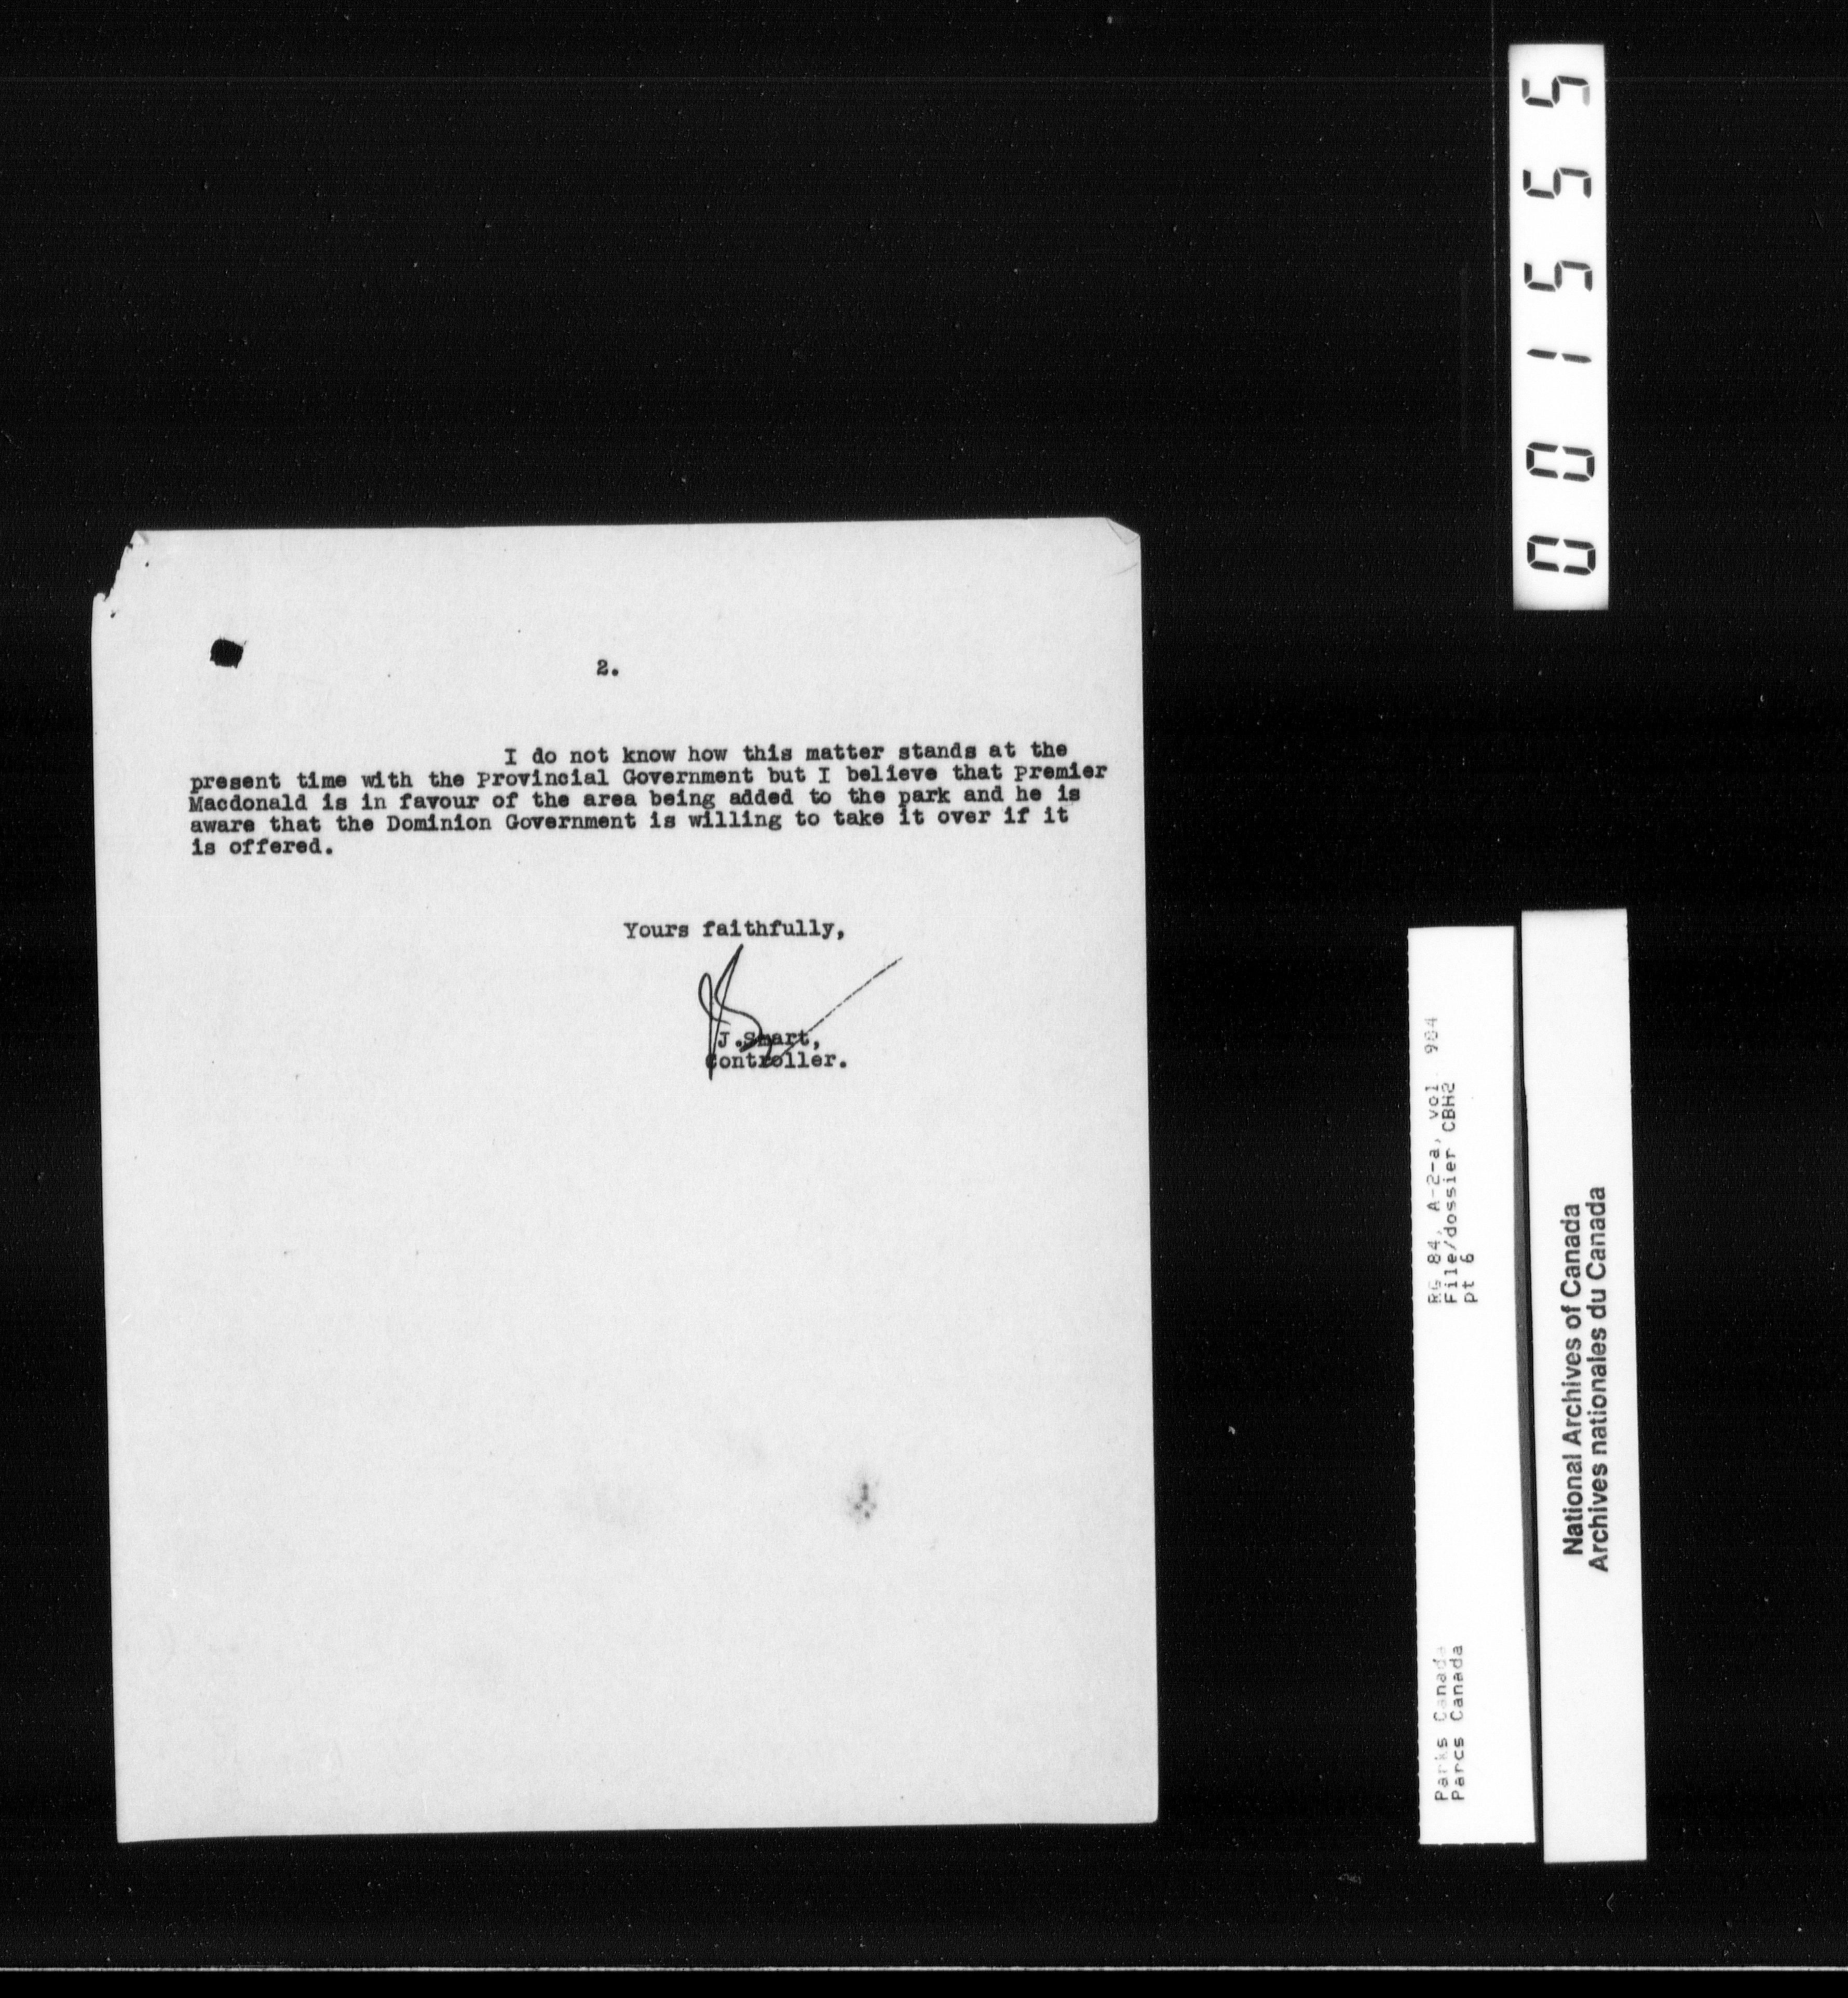 2.
I do not know how this matter stands at the
present time with the Provincial Government but I believe that Premier
Macdonald is in favour of the area being added to the park and he is
aware that the Dominion Government is willing to take it over if it
is offered.
Yours faithfully,
J.Smart,
Controller.
001555
RG 84, A-2-a, vol 904
File/dossier CBH2
pt 6
Parks Canada
Parcs Canada
National Archives of Canada
Archives nationales du Canada